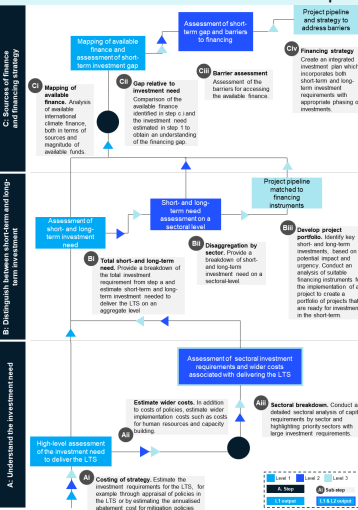 Project pipeline
and strategy to
address barriers
Assessment of short-
term gap and barriers
to financing
Mapping of available
finance and
assessment of short-
term investment gap
Civ Financing strategy
Create an integrated
investment plan which
incorporates both
short-term and long-
term investment
requirements with
appropriate phasing of
investments.
Ciii Barrier assessment
Assessment of the
barriers for accessing
the available finance.
Cii Gap relative to
investment need
Comparison of the
available finance
identified in step c.i and
the investment need
estimated in step 1 to
obtain an understanding
of the financing gap.
Ci Mapping of
available
finance. Analysis
of available
international
climate finance,
both in terms of
sources and
magnitude of
available funds.
C: Sources of finance
and financing strategy
Project pipeline
matched to
financing
instruments
Short- and long-
term need
assessment on a
sectoral level
Assessment of
short- and long-
term investment
need
Biii Develop project
portfolio. Identify key
short- and long-term
investments, based on
potential impact and
urgency. Conduct an
analysis of suitable
financing instruments for
the implementation of a
project to create a
portfolio of projects that
are ready for investment
in the short-term.
Bii Disaggregation by
sector. Provide a
breakdown of short-
and long-term
investment need on a
sectoral-level.
Bi Total short- and long-term
need. Provide a breakdown of
the total investment
requirement from step a and
estimate short-term and long-
term investment needed to
deliver the LTS on an
aggregate level
B: Distinguish between short-term and long-
term investment
Assessment of sectoral investment
requirements and wider costs
associated with delivering the LTS
Aiii Sectoral breakdown. Conduct a
detailed sectoral analysis of capital
requirements by sector and
highlighting priority sectors with
large investment requirements.
Estimate wider costs. In addition
to costs of policies, estimate wider
implementation costs such as costs
for human resources and capacity
building.
Aii
High-level assessment
of the investment need
to deliver the LTS
Ai Costing of strategy. Estimate the
investment requirements for the LTS, for
example through appraisal of policies in
the LTS or by estimating the annualised
abatement cost for mitigation policies
A: Understand the investment need
Level 1 Level 2 Level 3
A: Step Ai Sub-step
L1 output L1 & L2 output